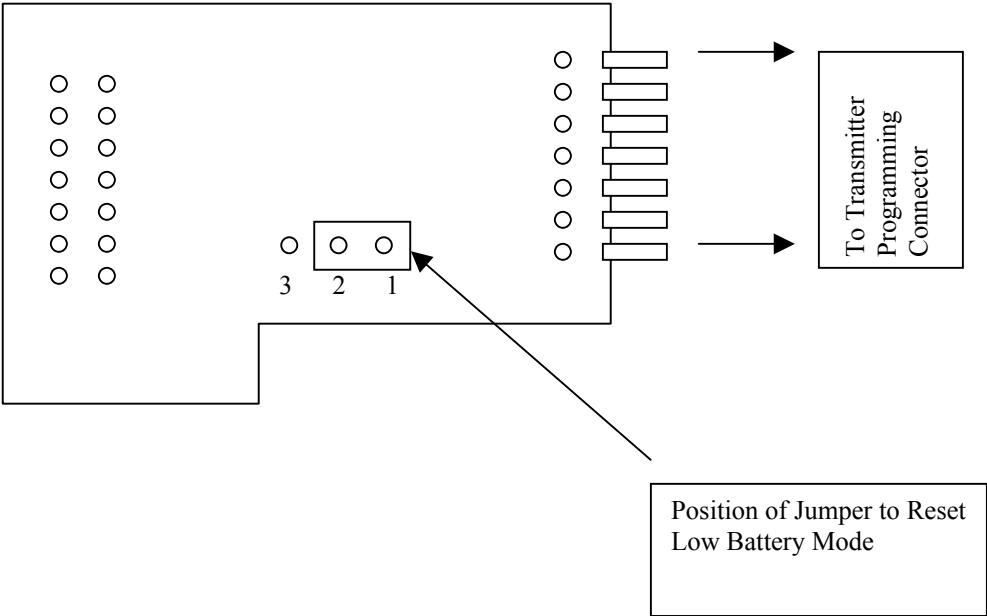 To Transmitter
Programming
Connector
3 2 1
Position of Jumper to Reset
Low Battery Mode